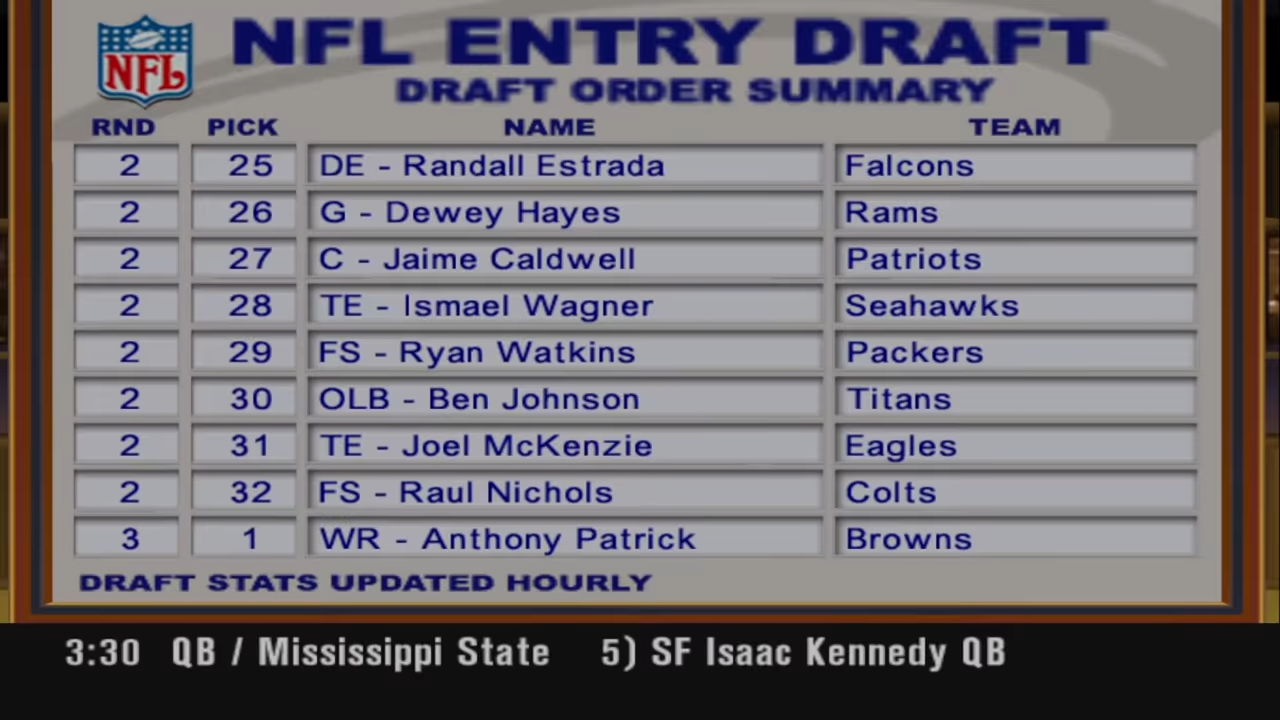 NFL
NFL ENTRY DRAFT
DRAFT ORDER SUMMARY
RND PICK NAME TEAM
2 25 DE - Randall Estrada Falcons
2 26 G - Dewey Hayes Rams
2 27 C - Jaime Caldwell Patriots
2 28 TE - Ismael Wagner Seahawks
2 29 FS - Ryan Watkins Packers
2 30 OLB - Ben Johnson Titans
2 31 TE - Joel McKenzie Eagles
2 32 FS - Raul Nichols Colts
3 1 WR - Anthony Patrick Browns
DRAFT STATS UPDATED HOURLY
3:30 QB / Mississippi State 5) SF Isaac Kennedy QB